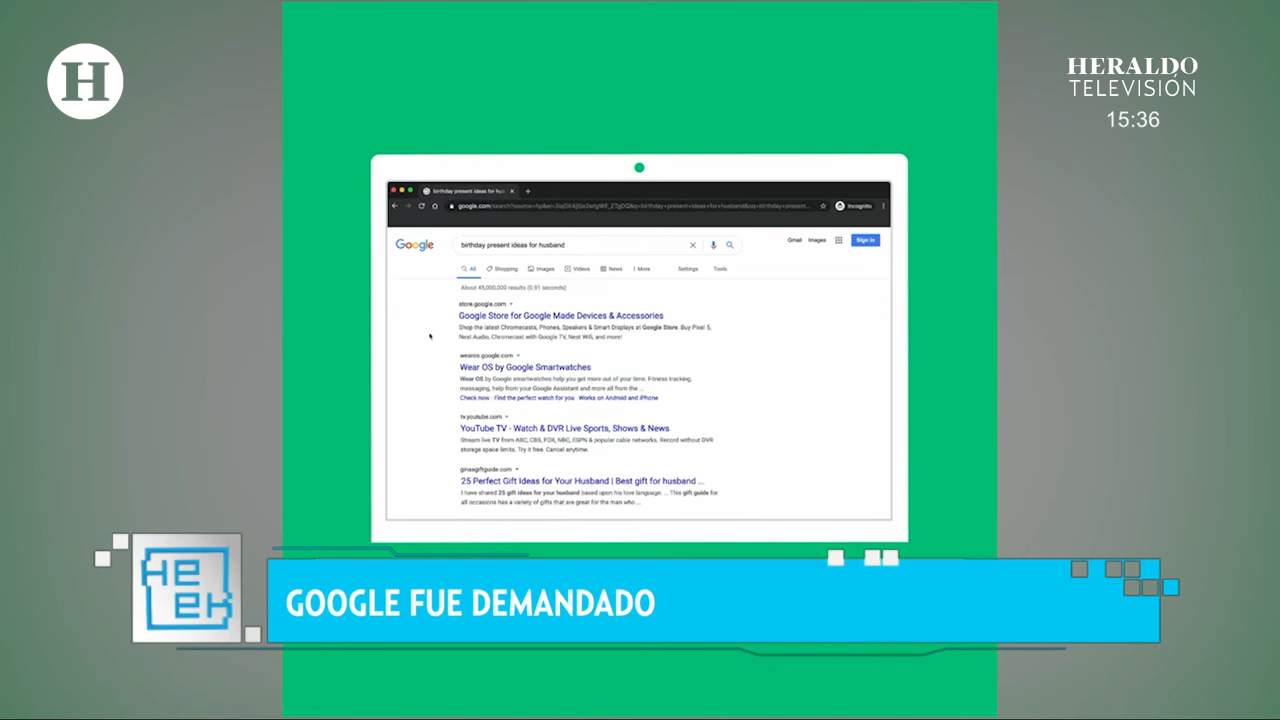 H
HERALDO
TELEVISIÓN
15:36
birthday present ideas for hus
Incognito
Google
birthday present ideas for husband
Gmail Images Sign in
All Shopping Images Videos News More Settings Tools
About 45,000,000 results (0.91 seconds)
store.google.com
Google Store for Google Made Devices & Accessories
Shop the latest Chromecasts, Phones, Speakers & Smart Displays at Google Store. Buy Pixel 5,
Nest Audio, Chromecast with Google TV, Nest Wifi, and more!
wearos.google.com
Wear OS by Google Smartwatches
Wear OS by Google smartwatches help you get more out of your time. Fitness tracking,
messaging, help from your Google Assistant and more all from the ...
Check now · Find the perfect watch for you · Works on Android and iPhone
tv.youtube.com
YouTube TV - Watch & DVR Live Sports, Shows & News
Stream live TV from ABC, CBS, FOX, NBC, ESPN & popular cable networks. Record without DVR
storage space limits. Try it free. Cancel anytime.
ginasgiftguide.com
25 Perfect Gift Ideas for Your Husband | Best gift for husband ...
I have shared 25 gift ideas for your husband based upon his love language. ... This gift guide for
all occasions has a variety of gifts that are great for the man who ...
HE
EK
GOOGLE FUE DEMANDADO